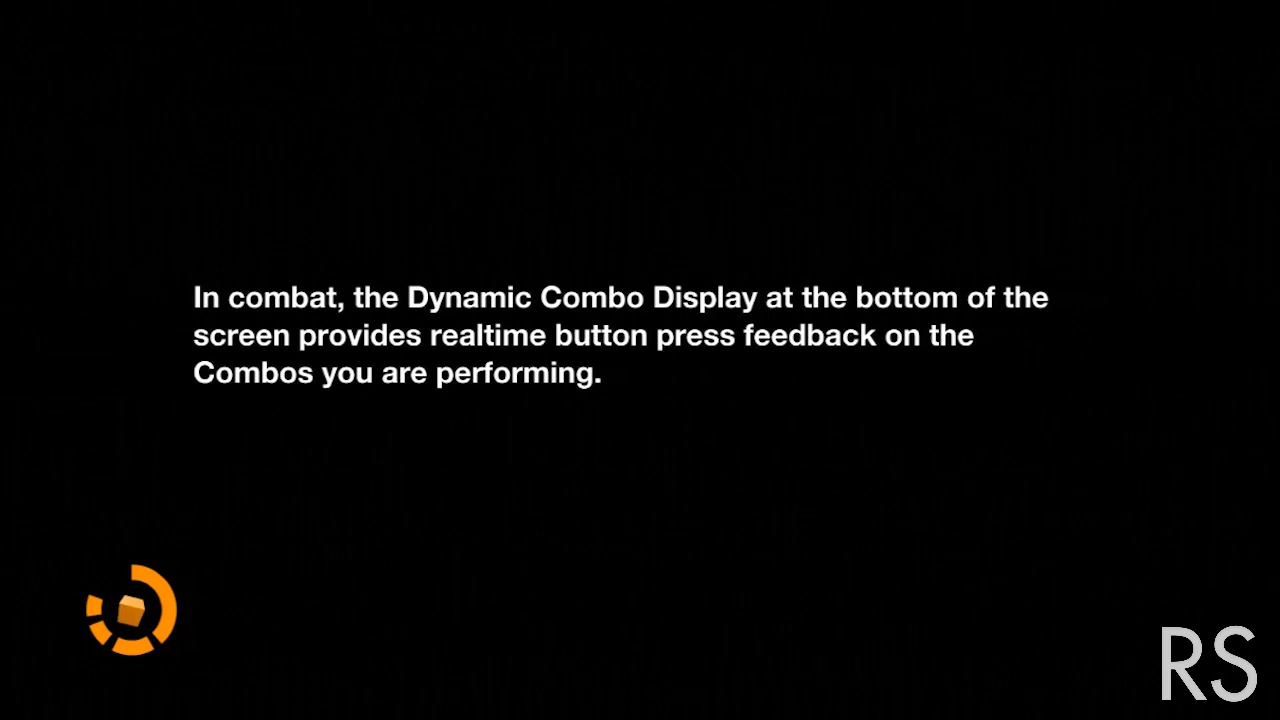 In combat, the Dynamic Combo Display at the bottom of the
screen provides realtime button press feedback on the
Combos you are performing.
RS